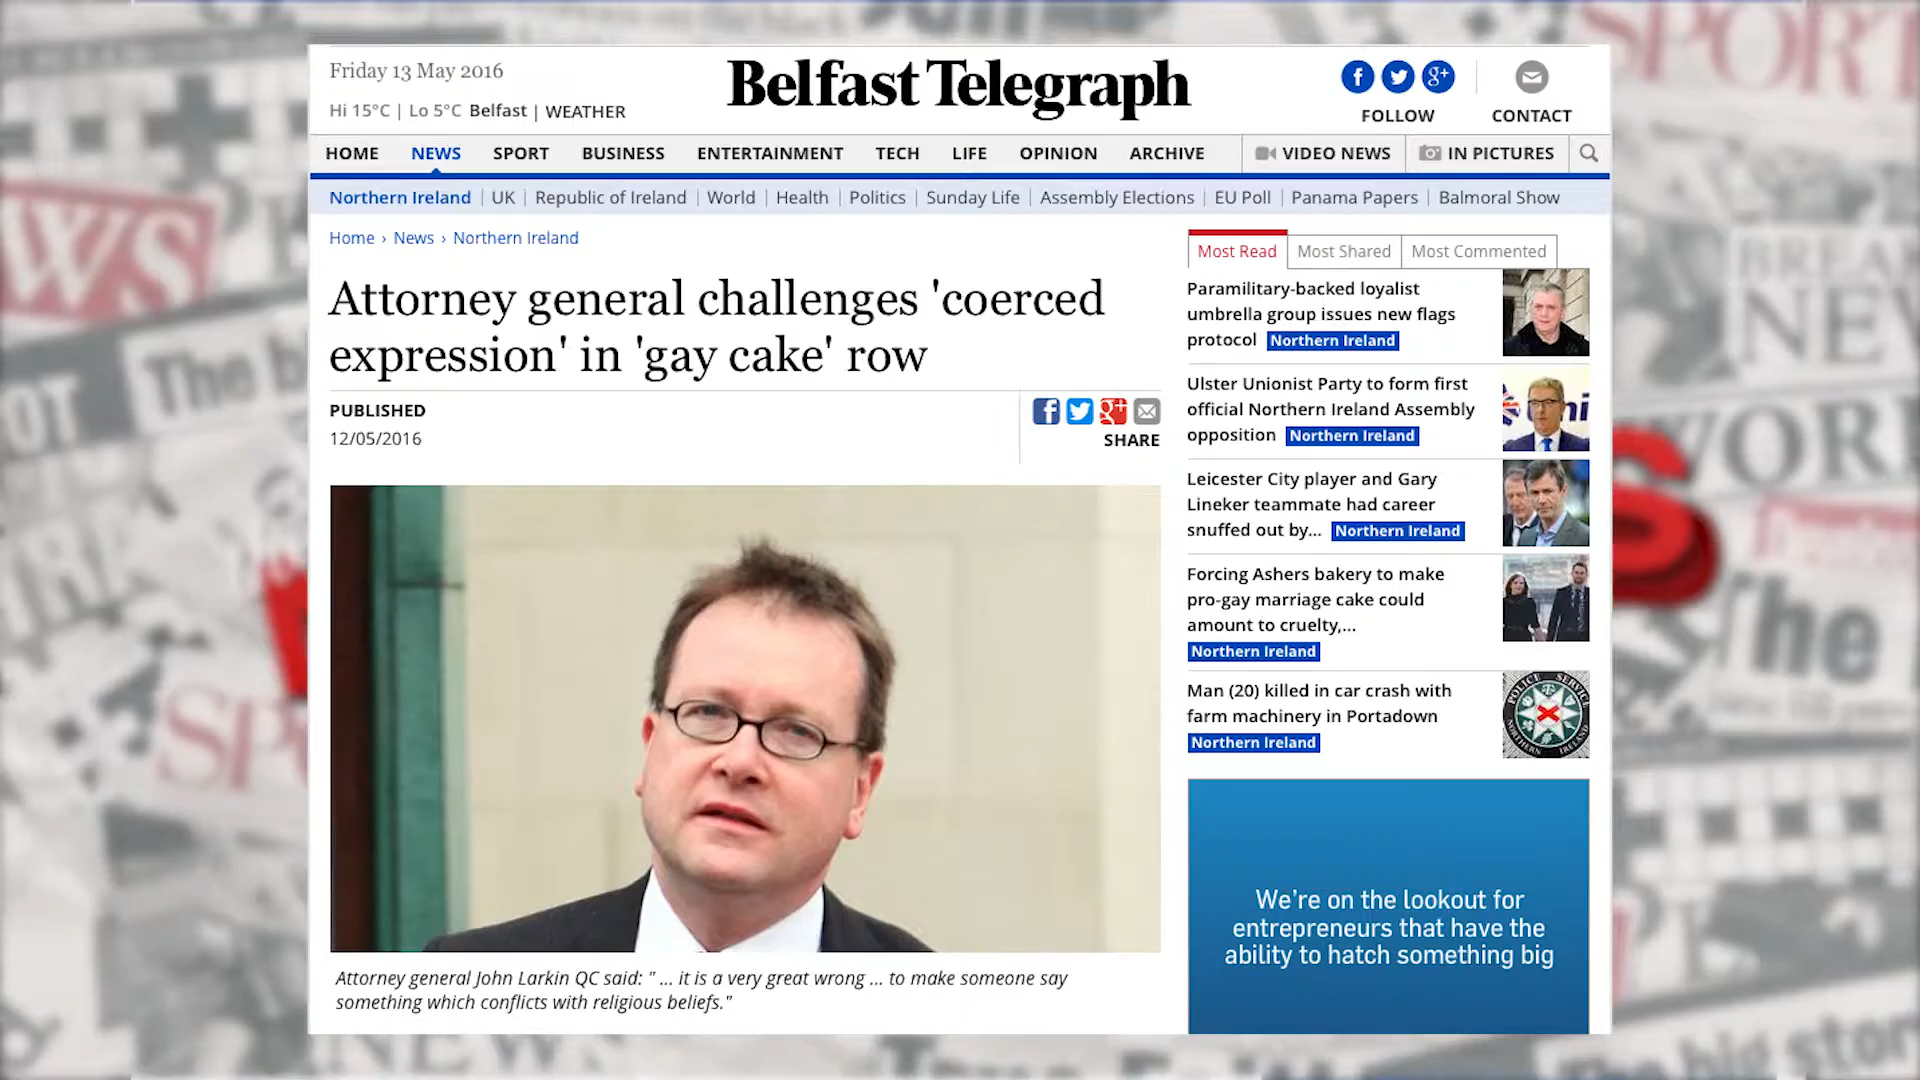 Friday 13 May 2016
Hi 15°C | Lo 5°C Belfast | WEATHER
Belfast Telegraph
FOLLOW
CONTACT
HOME NEWS SPORT BUSINESS ENTERTAINMENT TECH LIFE OPINION ARCHIVE VIDEO NEWS IN PICTURES
Northern Ireland | UK | Republic of Ireland | World | Health | Politics | Sunday Life | Assembly Elections | EU Poll | Panama Papers | Balmoral Show
Home › News › Northern Ireland
Attorney general challenges 'coerced
expression' in 'gay cake' row
PUBLISHED
12/05/2016
SHARE
Attorney general John Larkin QC said: " ... it is a very great wrong ... to make someone say
something which conflicts with religious beliefs."
Most Read Most Shared Most Commented
Paramilitary-backed loyalist
umbrella group issues new flags
protocol Northern Ireland
Ulster Unionist Party to form first
official Northern Ireland Assembly
opposition Northern Ireland
Leicester City player and Gary
Lineker teammate had career
snuffed out by... Northern Ireland
Forcing Ashers bakery to make
pro-gay marriage cake could
amount to cruelty,...
Northern Ireland
Man (20) killed in car crash with
farm machinery in Portadown
Northern Ireland
We're on the lookout for
entrepreneurs that have the
ability to hatch something big